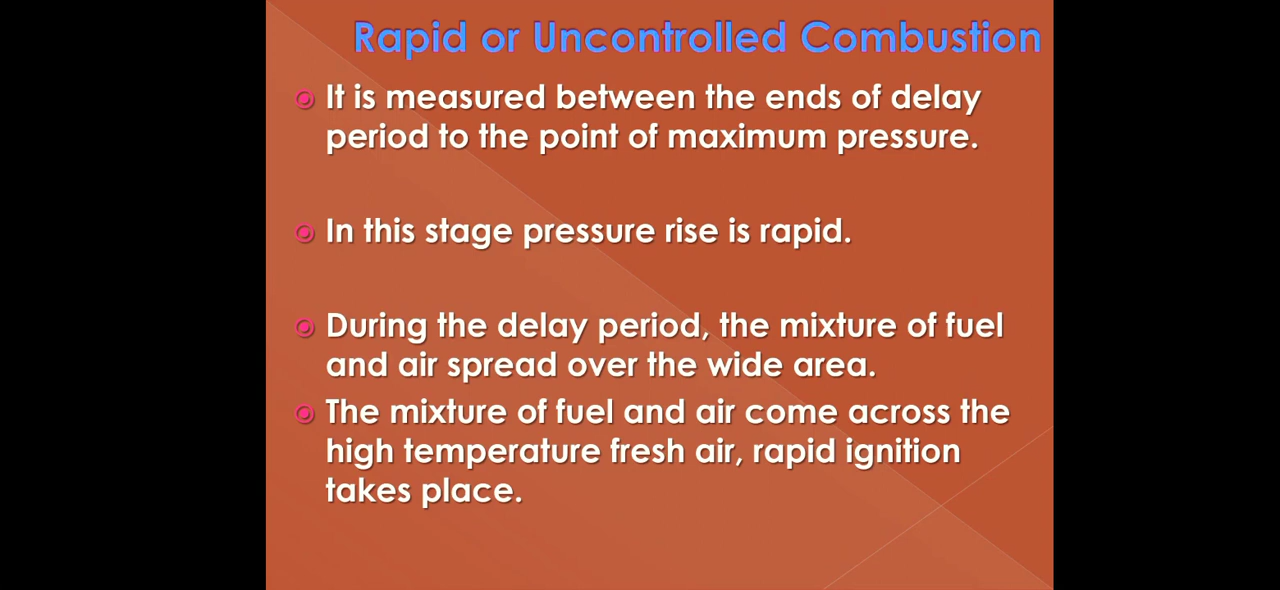 Rapid or Uncontrolled Combustion
It is measured between the ends of delay
period to the point of maximum pressure.
In this stage pressure rise is rapid.
During the delay period, the mixture of fuel
and air spread over the wide area.
The mixture of fuel and air come across the
high temperature fresh air, rapid ignition
takes place.